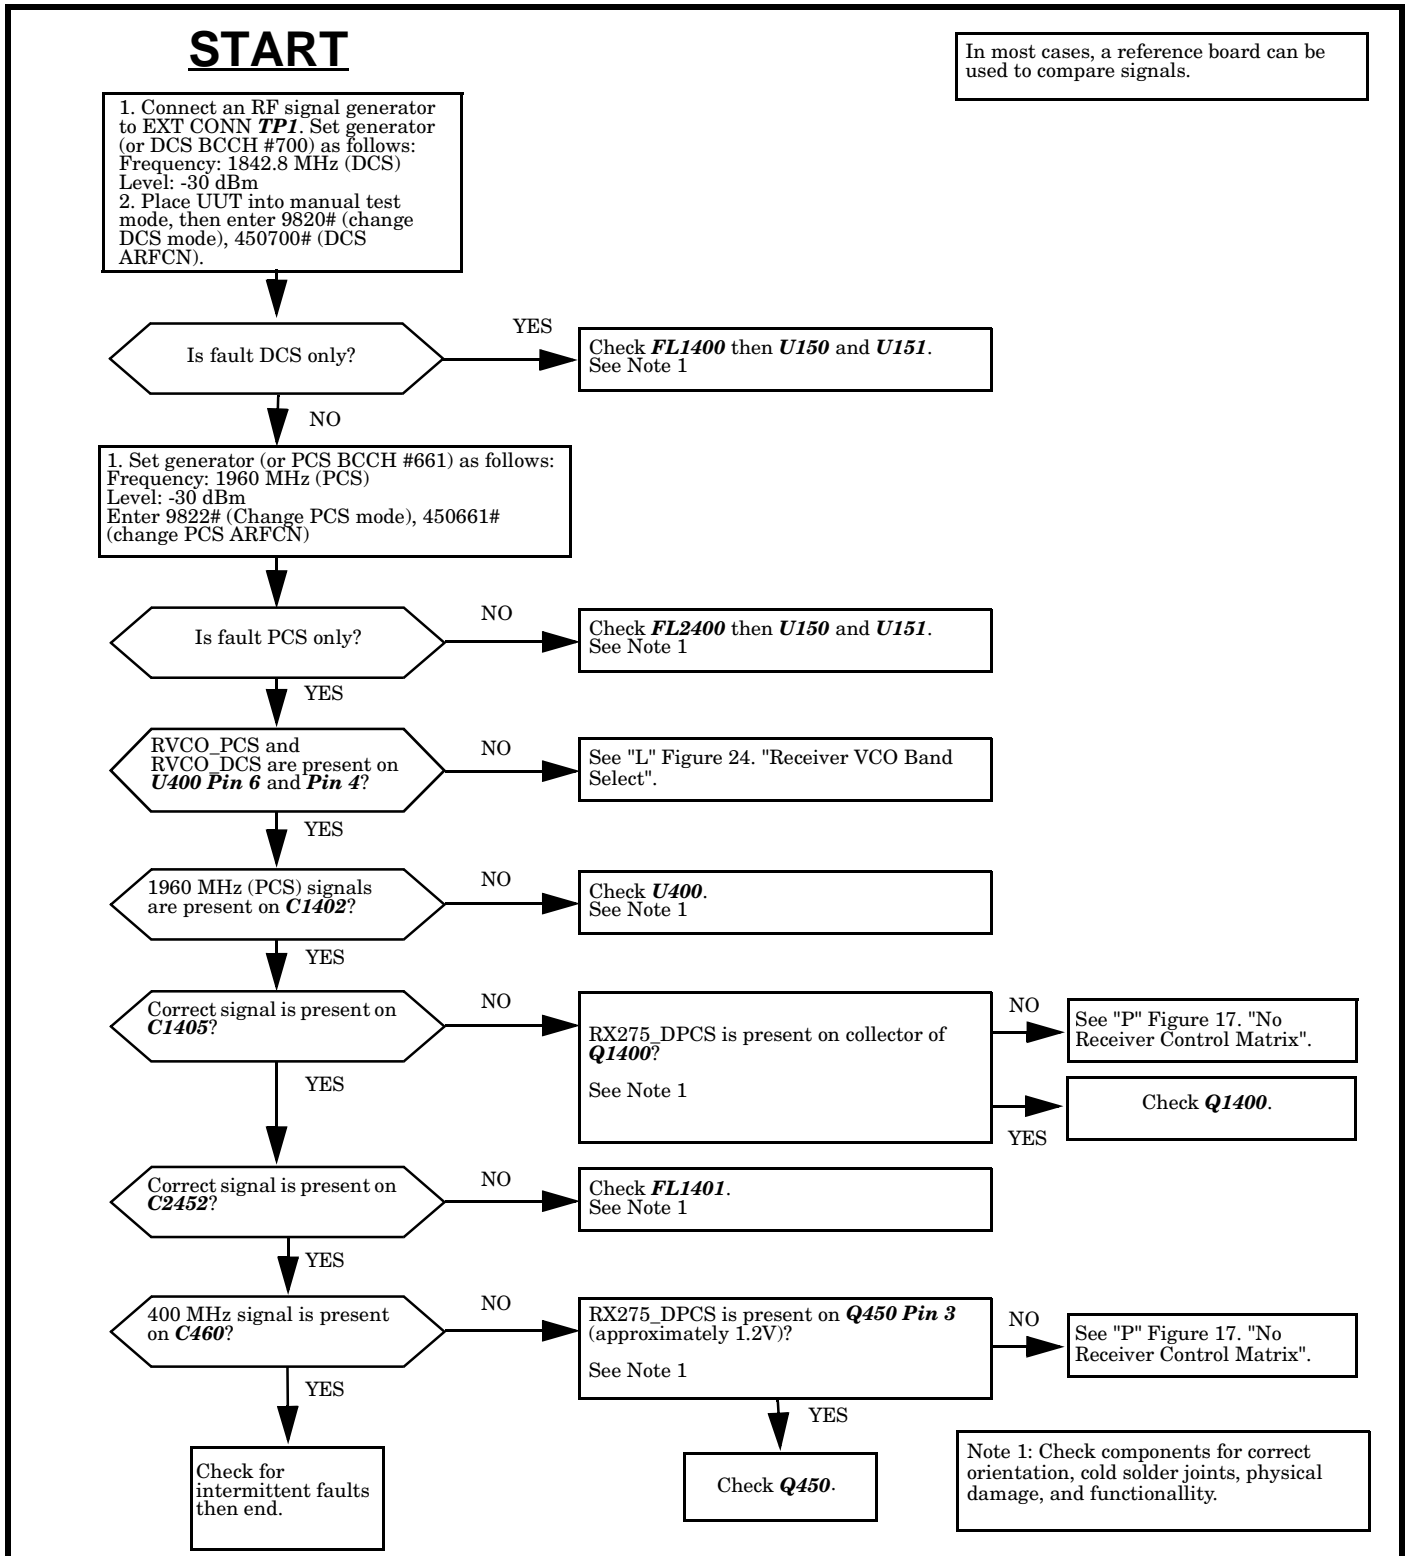 START
In most cases, a reference board can be
used to compare signals.
1. Connect an RF signal generator
to EXT CONN TP1. Set generator
(or DCS BCCH #700) as follows:
Frequency: 1842.8 MHz (DCS)
Level: -30 dBm
2. Place UUT into manual test
mode, then enter 9820# (change
DCS mode), 450700# (DCS
ARFCN).
Is fault DCS only?
YES
Check FL1400 then U150 and U151.
See Note 1
NO
1. Set generator (or PCS BCCH #661) as follows:
Frequency: 1960 MHz (PCS)
Level: -30 dBm
Enter 9822# (Change PCS mode), 450661#
(change PCS ARFCN)
Is fault PCS only?
NO
Check FL2400 then U150 and U151.
See Note 1
YES
RVCO_PCS and
RVCO_DCS are present on
U400 Pin 6 and Pin 4?
NO
See "L" Figure 24. "Receiver VCO Band
Select".
YES
1960 MHz (PCS) signals
are present on C1402?
NO
Check U400.
See Note 1
YES
Correct signal is present on
C1405?
NO
RX275_DPCS is present on collector of
Q1400?
See Note 1
NO
See "P" Figure 17. "No
Receiver Control Matrix".
YES
Check Q1400.
YES
Correct signal is present on
C2452?
NO
Check FL1401.
See Note 1
YES
400 MHz signal is present
on C460?
NO
RX275_DPCS is present on Q450 Pin 3
(approximately 1.2V)?
See Note 1
NO
See "P" Figure 17. "No
Receiver Control Matrix".
YES
Check Q450.
YES
Check for
intermittent faults
then end.
Note 1: Check components for correct
orientation, cold solder joints, physical
damage, and functionallity.